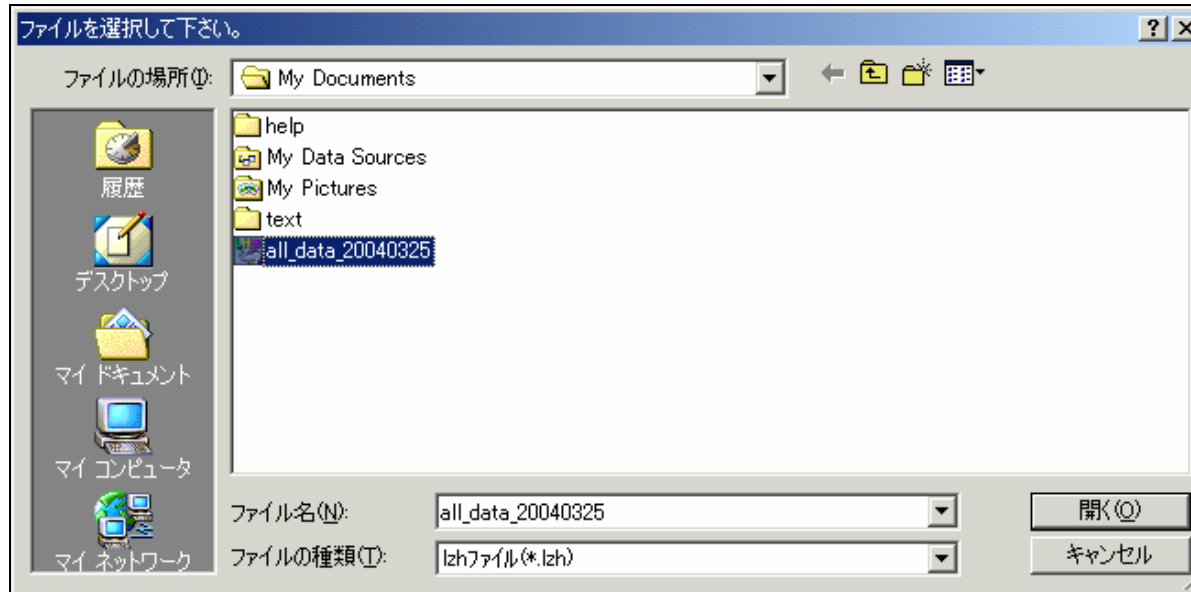 ファイルを選択して下さい。
ファイルの場所(I):
My Documents
help
My Data Sources
My Pictures
text
all_data_20040325
履歴
デスクトップ
マイ ドキュメント
マイ コンピュータ
マイ ネットワーク
ファイル名(N):
all_data_20040325
開く(O)
ファイルの種類(T):
lzhファイル(*.lzh)
キャンセル